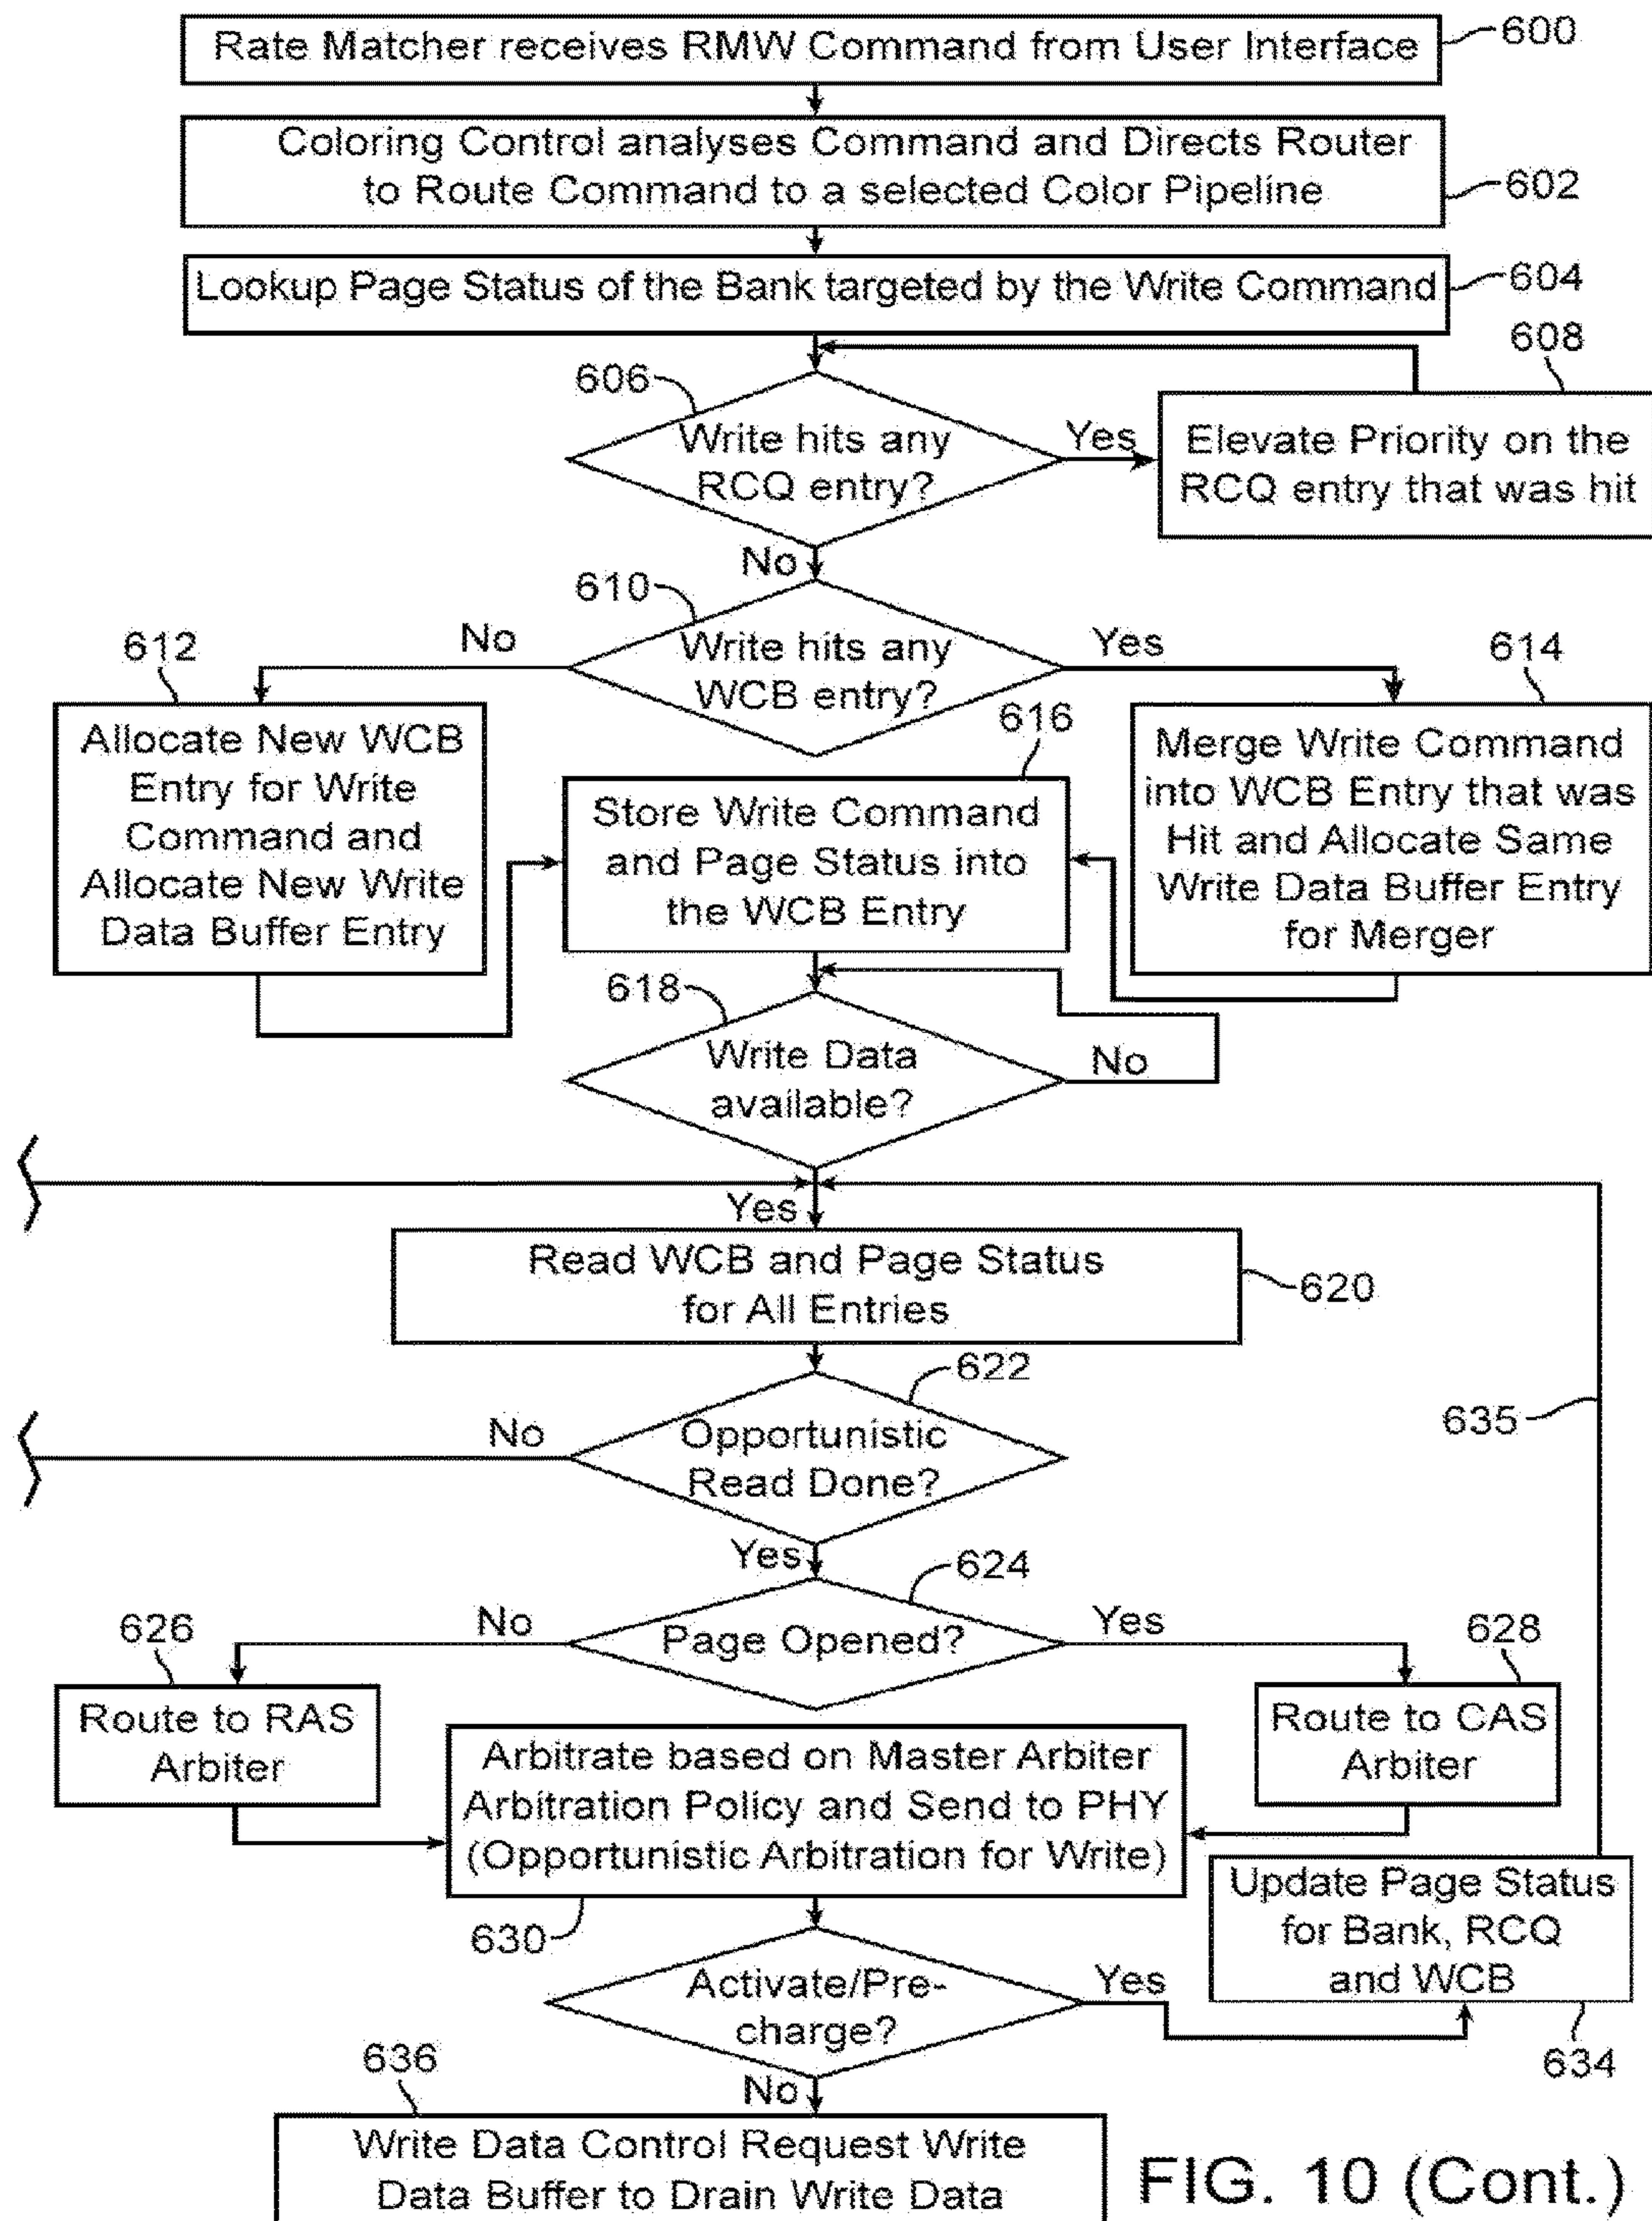 Rate Matcher receives RMW Command from User Interface
600
Coloring Control analyses Command and Directs Router
to Route Command to a selected Color Pipeline
602
Lookup Page Status of the Bank targeted by the Write Command
604
608
606
Write hits any
RCQ entry?
Yes
Elevate Priority on the
RCQ entry that was hit
No
610
Write hits any
WCB entry?
No
Yes
612
614
Allocate New WCB
Entry for Write
Command and
Allocate New Write
Data Buffer Entry
616
Store Write Command
and Page Status into
the WCB Entry
Merge Write Command
into WCB Entry that was
Hit and Allocate Same
Write Data Buffer Entry
for Merger
618
Write Data
available?
No
Yes
Read WCB and Page Status
for All Entries
620
622
Opportunistic
Read Done?
No
635
Yes
624
Page Opened?
No
Yes
626
628
Route to RAS
Arbiter
Route to CAS
Arbiter
Arbitrate based on Master Arbiter
Arbitration Policy and Send to PHY
(Opportunistic Arbitration for Write)
630
Update Page Status
for Bank, RCQ
and WCB
634
Activate/Pre-
charge?
Yes
No
636
Write Data Control Request Write
Data Buffer to Drain Write Data
FIG. 10 (Cont.)